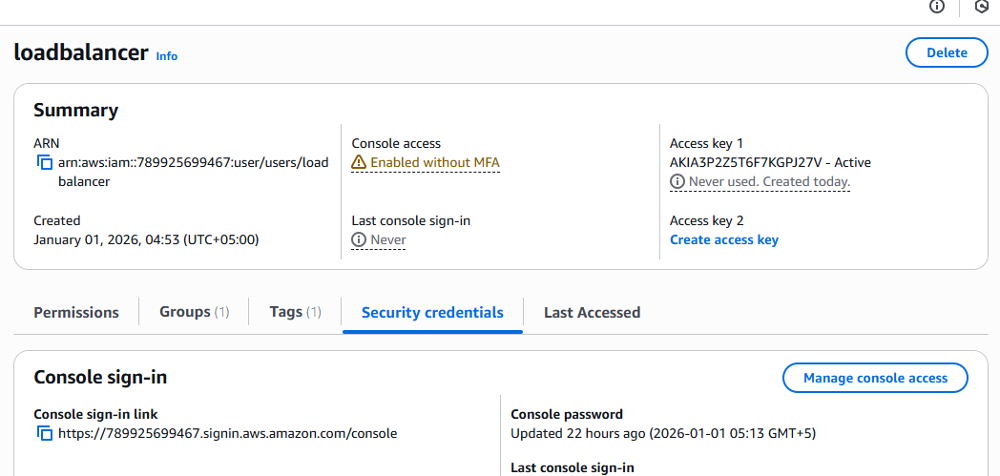 loadbalancer Info
Delete
Summary
ARN
arn:aws:iam::789925699467:user/users/load
balancer
Created
January 01, 2026, 04:53 (UTC+05:00)
Console access
Enabled without MFA
Last console sign-in
Never
Access key 1
AKIA3P2Z5T6F7KGPJ27V - Active
Never used. Created today.
Access key 2
Create access key
Permissions
Groups (1)
Tags (1)
Security credentials
Last Accessed
Console sign-in
Manage console access
Console sign-in link
https://789925699467.signin.aws.amazon.com/console
Console password
Updated 22 hours ago (2026-01-01 05:13 GMT+5)
Last console sign-in